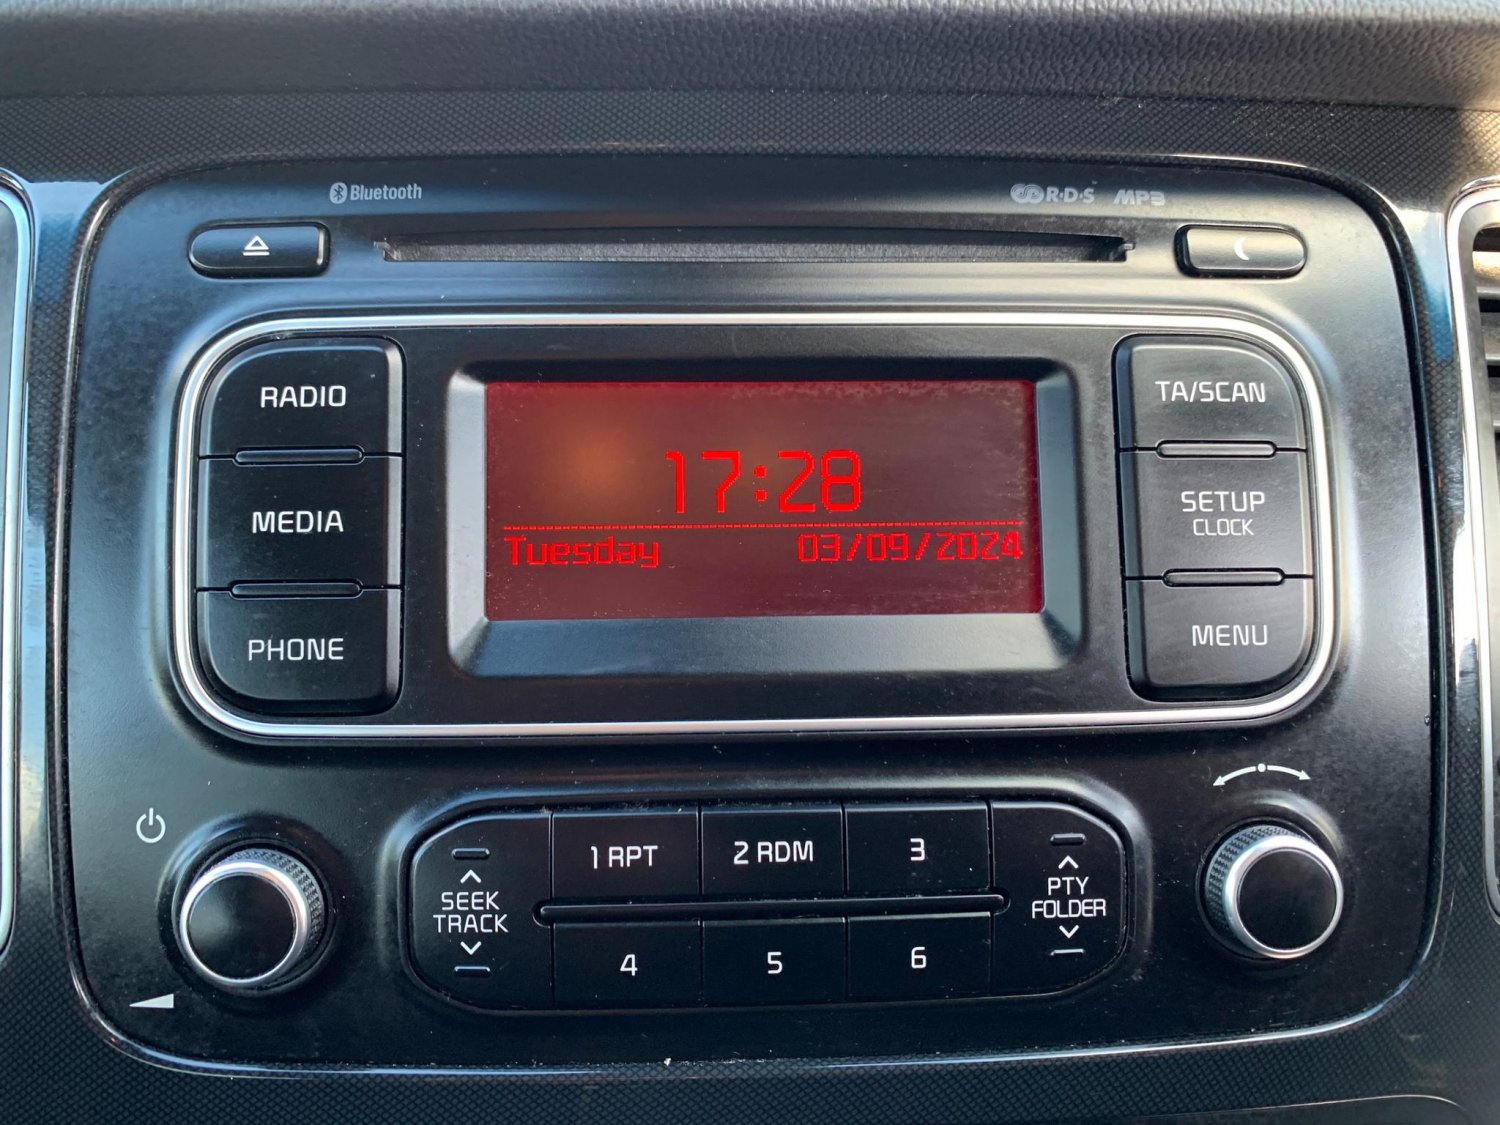 Bluetooth
R·D·S MP3
RADIO
TA/SCAN
17:28
MEDIA
SETUP
CLOCK
Tuesday 03/09/2024
PHONE
MENU
1 RPT
2 RDM
3
SEEK
TRACK
PTY
FOLDER
4
5
6